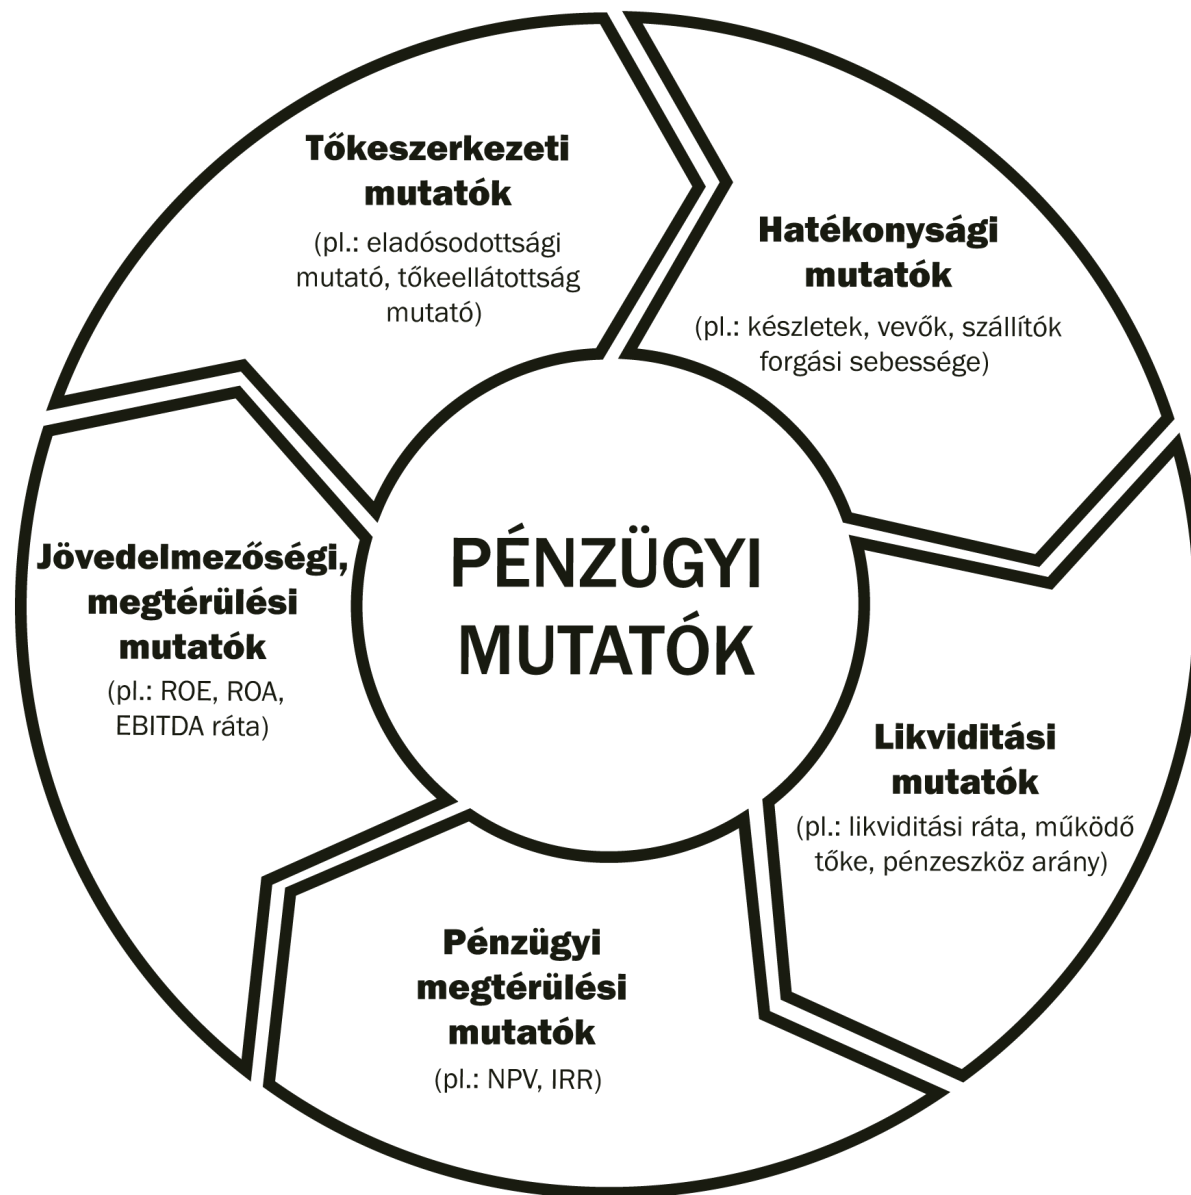 Tőkeszerkezeti
mutatók
(pl.: eladósodottsági
mutató, tőkeellátottság
mutató)
Hatékonysági
mutatók
(pl.: készletek, vevők, szállítók
forgási sebessége)
Likviditási
mutatók
(pl.: likviditási ráta, működő
tőke, pénzeszköz arány)
Pénzügyi
megtérülési
mutatók
(pl.: NPV, IRR)
Jövedelmezőségi,
megtérülési
mutatók
(pl.: ROE, ROA,
EBITDA ráta)
PÉNZÜGYI
MUTATÓK